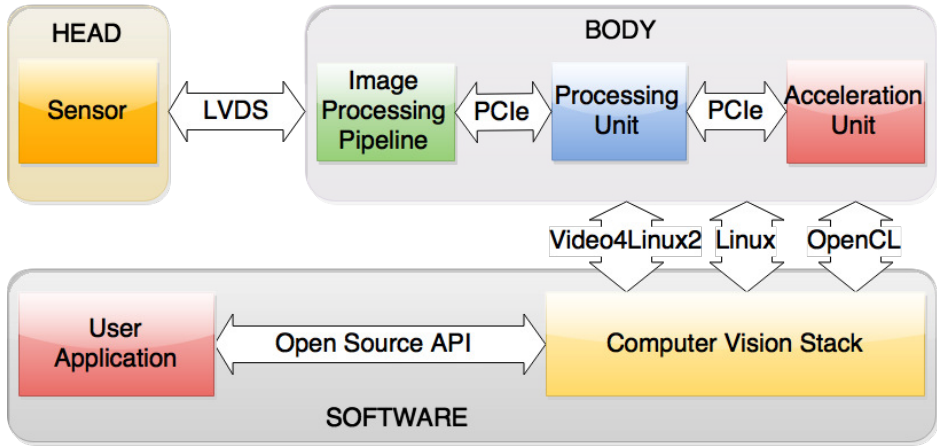 HEAD
Sensor
LVDS
BODY
Image
Processing
Pipeline
PCIe
Processing
Unit
PCIe
Acceleration
Unit
Video4Linux2
Linux
OpenCL
User
Application
Open Source API
Computer Vision Stack
SOFTWARE